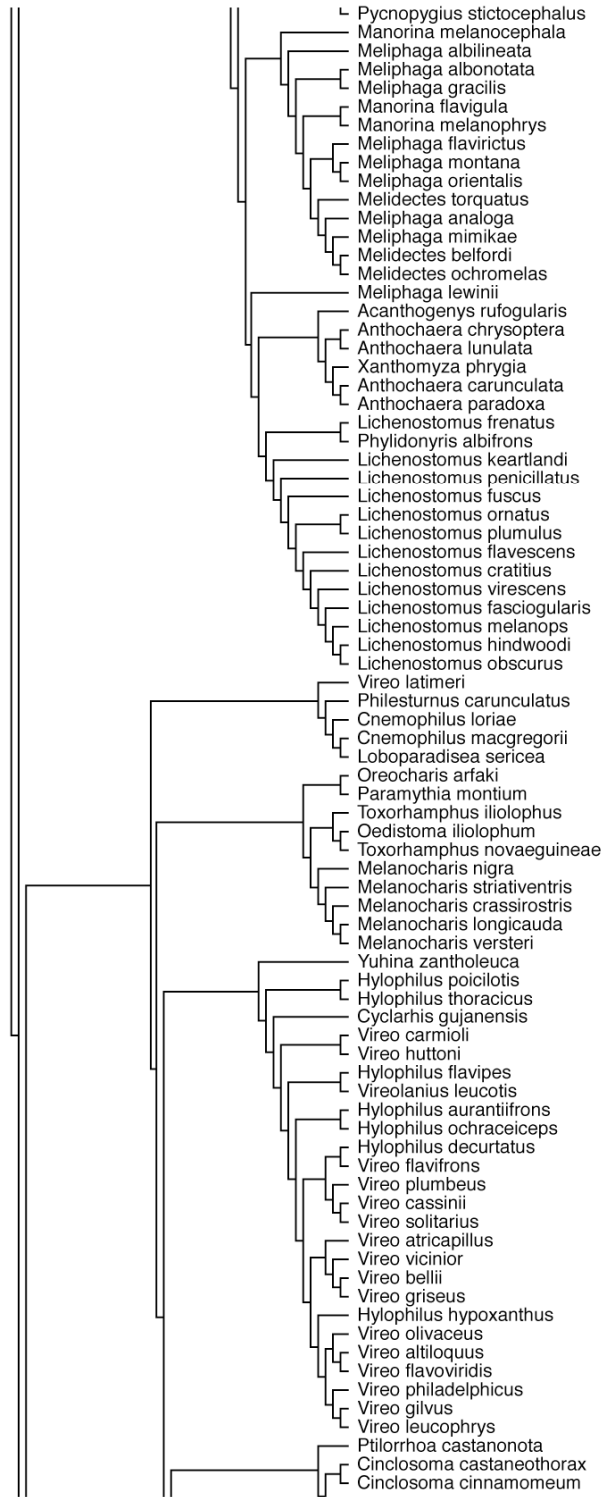 Pycnopygius stictocephalus
Manorina melanocephala
Meliphaga albilineata
Meliphaga albonotata
Meliphaga gracilis
Manorina flavigula
Manorina melanophrys
Meliphaga flavirictus
Meliphaga montana
Meliphaga orientalis
Melidectes torquatus
Meliphaga analoga
Meliphaga mimikae
Melidectes belfordi
Melidectes ochromelas
Meliphaga lewinii
Acanthogenys rufogularis
Anthochaera chrysoptera
Anthochaera lunulata
Xanthomyza phrygia
Anthochaera carunculata
Anthochaera paradoxa
Lichenostomus frenatus
Phylidonyris albifrons
Lichenostomus keartlandi
Lichenostomus penicillatus
Lichenostomus fuscus
Lichenostomus ornatus
Lichenostomus plumulus
Lichenostomus flavescens
Lichenostomus cratitius
Lichenostomus virescens
Lichenostomus fasciogularis
Lichenostomus melanops
Lichenostomus hindwoodi
Lichenostomus obscurus
Vireo latimeri
Philesturnus carunculatus
Cnemophilus loriae
Cnemophilus macgregorii
Loboparadisea sericea
Oreocharis arfaki
Paramythia montium
Toxorhamphus iliolophus
Oedistoma iliolophum
Toxorhamphus novaeguineae
Melanocharis nigra
Melanocharis striativentris
Melanocharis crassirostris
Melanocharis longicauda
Melanocharis versteri
Yuhina zantholeuca
Hylophilus poicilotis
Hylophilus thoracicus
Cyclarhis gujanensis
Vireo carmioli
Vireo huttoni
Hylophilus flavipes
Vireolanius leucotis
Hylophilus aurantiifrons
Hylophilus ochraceiceps
Hylophilus decurtatus
Vireo flavifrons
Vireo plumbeus
Vireo cassinii
Vireo solitarius
Vireo atricapillus
Vireo vicinior
Vireo bellii
Vireo griseus
Hylophilus hypoxanthus
Vireo olivaceus
Vireo altiloquus
Vireo flavoviridis
Vireo philadelphicus
Vireo gilvus
Vireo leucophrys
Ptilorrhoa castanonota
Cinclosoma castaneothorax
Cinclosoma cinnamomeum